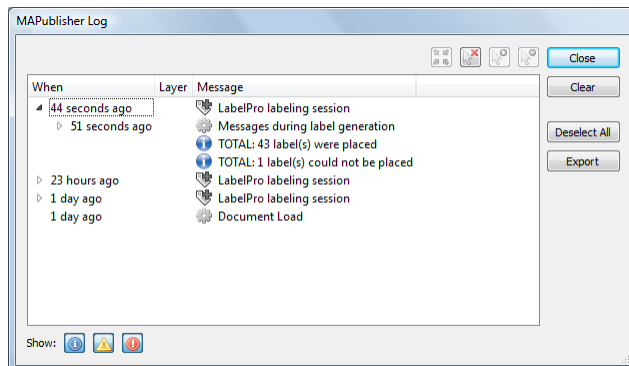 MAPublisher Log
Close
When Layer Message
Clear
44 seconds ago LabelPro labeling session
51 seconds ago Messages during label generation
Deselect All
TOTAL: 43 label(s) were placed
TOTAL: 1 label(s) could not be placed
Export
23 hours ago LabelPro labeling session
1 day ago LabelPro labeling session
1 day ago Document Load
Show: